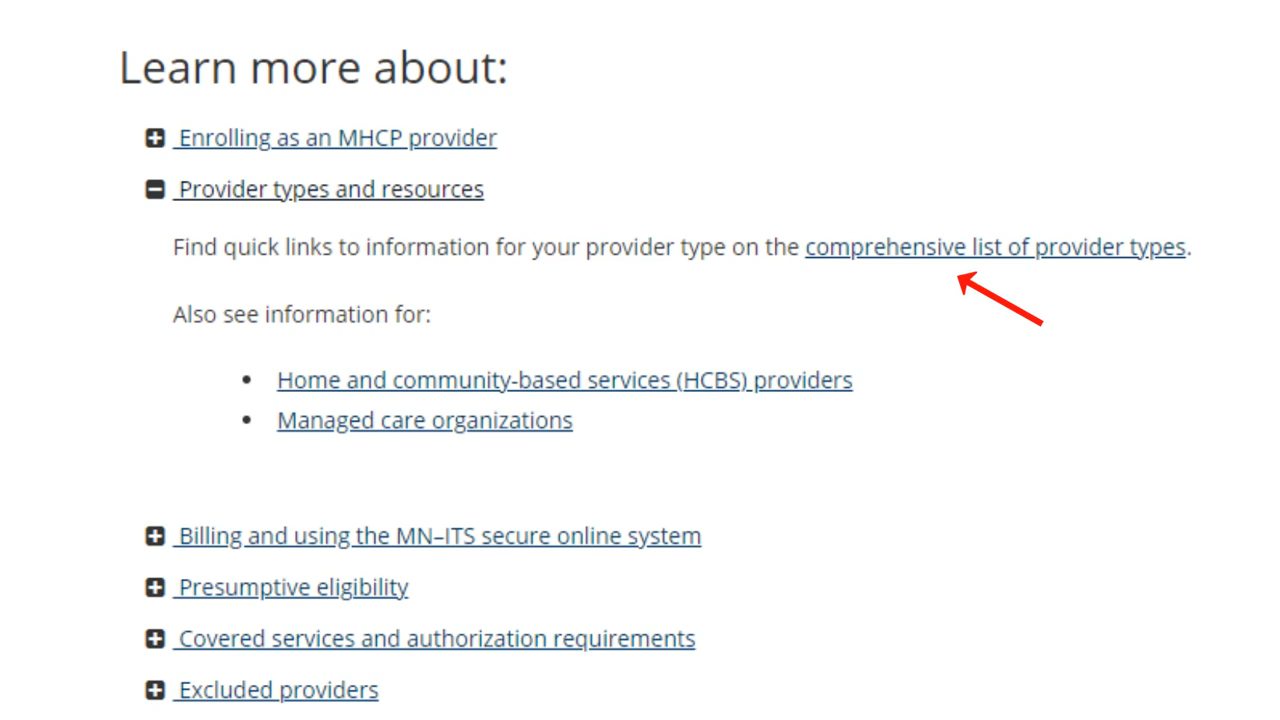 Learn more about:
Enrolling as an MHCP provider
Provider types and resources
Find quick links to information for your provider type on the comprehensive list of provider types.
Also see information for:
• Home and community-based services (HCBS) providers
• Managed care organizations
Billing and using the MN–ITS secure online system
Presumptive eligibility
Covered services and authorization requirements
Excluded providers